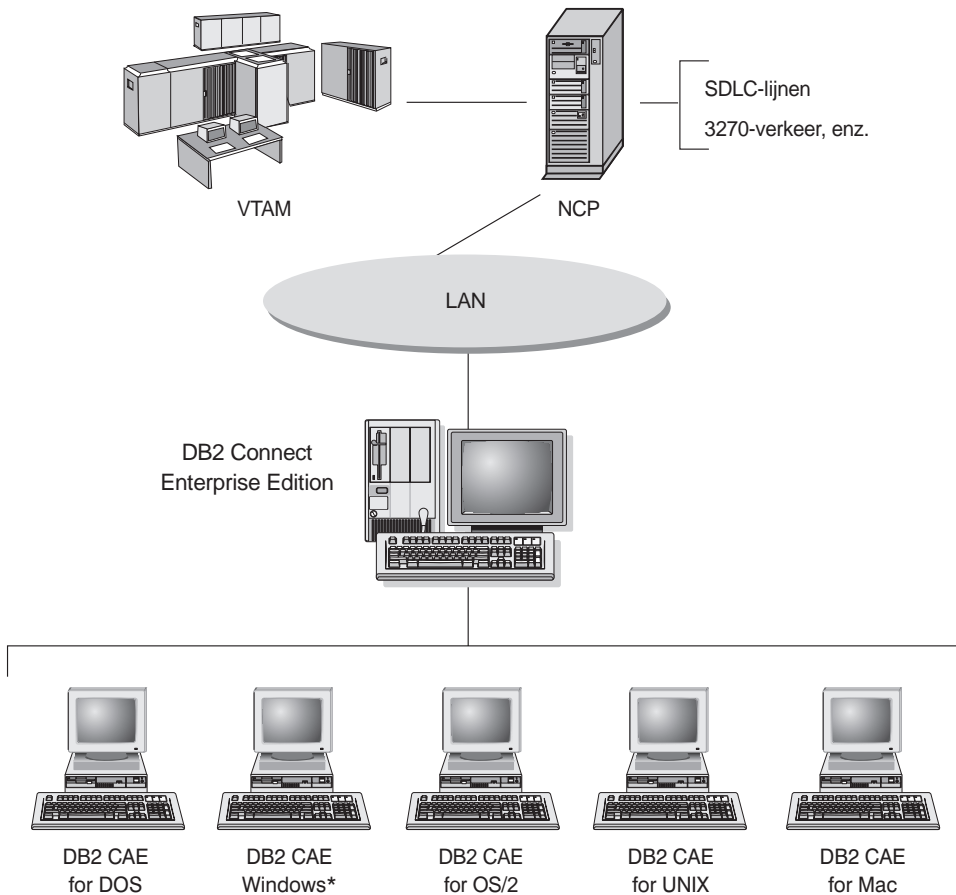 SDLC-lijnen
3270-verkeer, enz.
VTAM
NCP
LAN
DB2 Connect
Enterprise Edition
DB2 CAE
for DOS
DB2 CAE
Windows*
DB2 CAE
for OS/2
DB2 CAE
for UNIX
DB2 CAE
for Mac